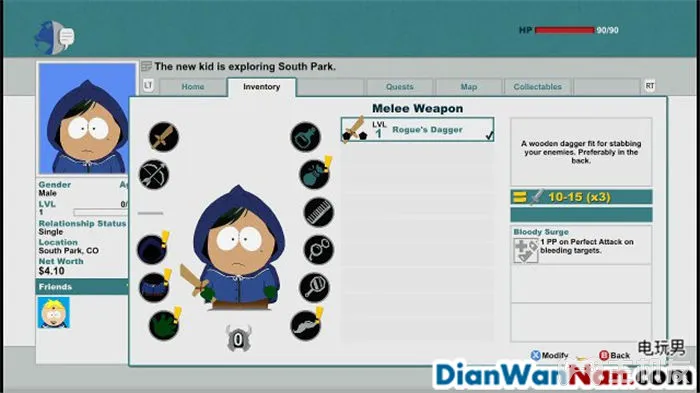 HP 90/90
The new kid is exploring South Park.
LT Home Inventory Quests Map Collectables RT
Melee Weapon
LVL
1 Rogue's Dagger
A wooden dagger fit for stabbing
your enemies. Preferably in the
back.
= 10-15 (x3)
Bloody Surge
1 PP on Perfect Attack on
bleeding targets.
Gender
Male
LVL
1
Relationship Status
Single
Location
South Park, CO
Net Worth
$4.10
Friends
0
X Modify B Back
电玩男
DianWanNan.com